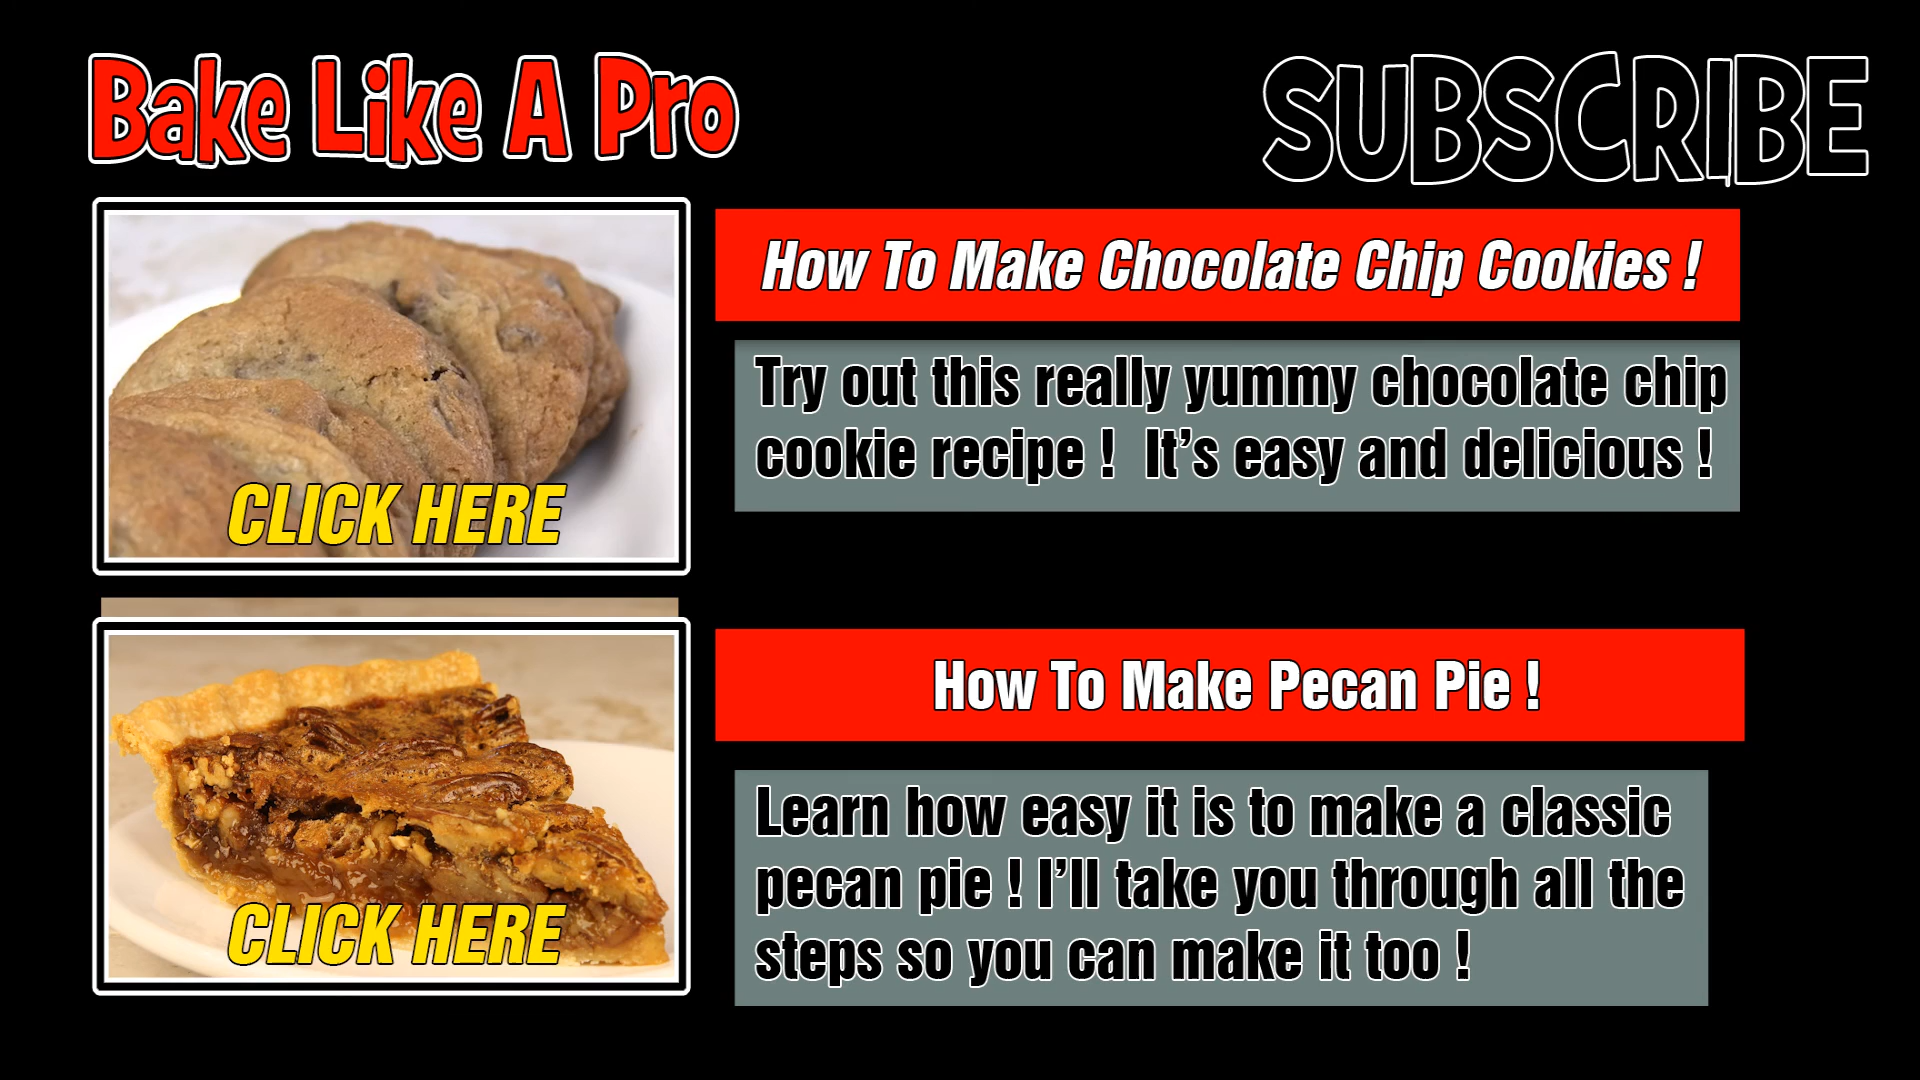 Bake Like A Pro
SUBSCRIBE
How To Make Chocolate Chip Cookies !
Try out this really yummy chocolate chip
cookie recipe !  It’s easy and delicious !
CLICK HERE
How To Make Pecan Pie !
Learn how easy it is to make a classic
pecan pie ! I’ll take you through all the
steps so you can make it too !
CLICK HERE